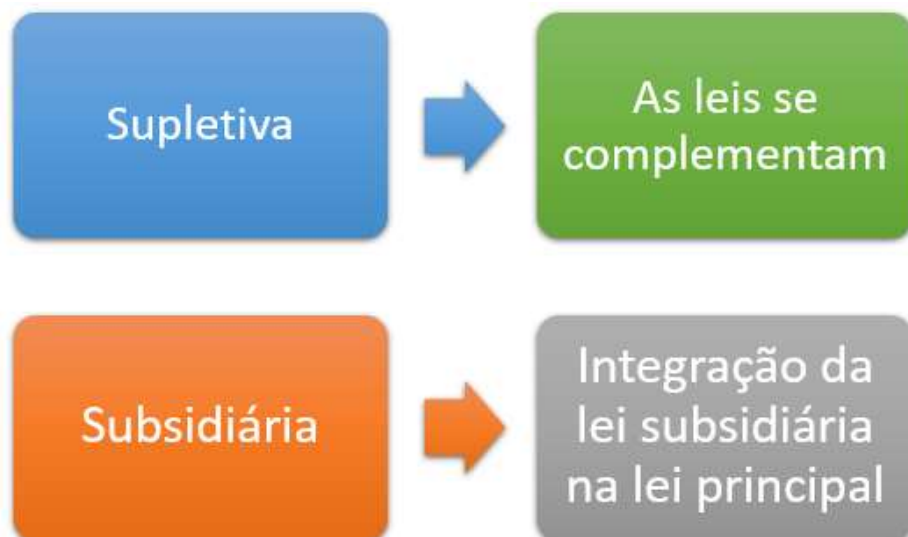 Supletiva
As leis se
complementam
Subsidiária
Integração da
lei subsidiária
na lei principal